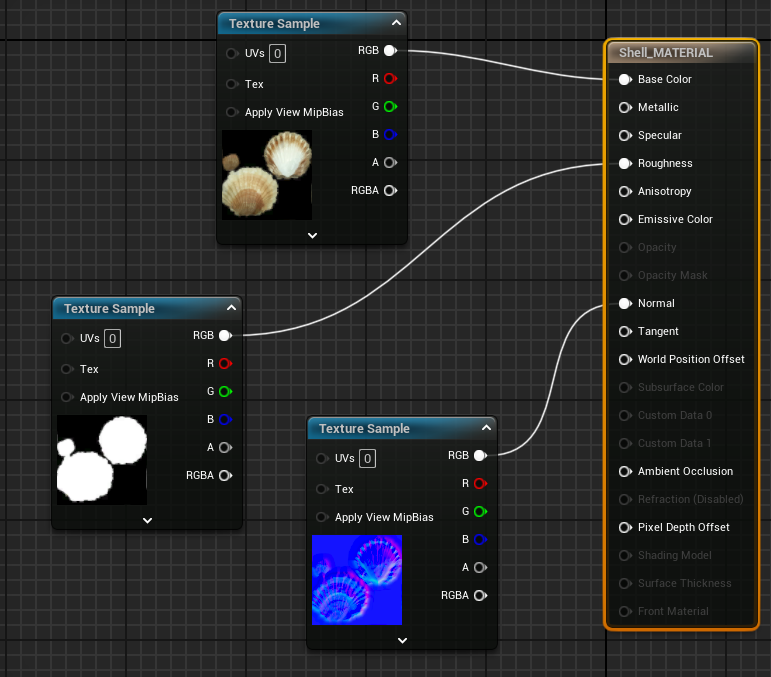 Texture Sample
UVs 0
RGB
Tex
R
Apply View MipBias
G
B
A
RGBA
Texture Sample
UVs 0
RGB
Tex
R
Apply View MipBias
G
B
A
RGBA
Texture Sample
UVs 0
RGB
Tex
R
Apply View MipBias
G
B
A
RGBA
Shell_MATERIAL
Base Color
Metallic
Specular
Roughness
Anisotropy
Emissive Color
Opacity
Opacity Mask
Normal
Tangent
World Position Offset
Subsurface Color
Custom Data 0
Custom Data 1
Ambient Occlusion
Refraction (Disabled)
Pixel Depth Offset
Shading Model
Surface Thickness
Front Material